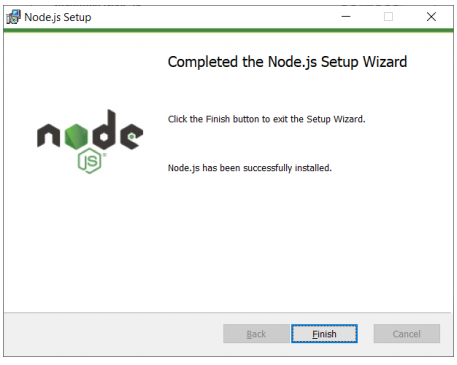 Node.js Setup
Completed the Node.js Setup Wizard
Click the Finish button to exit the Setup Wizard.
node
JS
Node.js has been successfully installed.
Back
Finish
Cancel